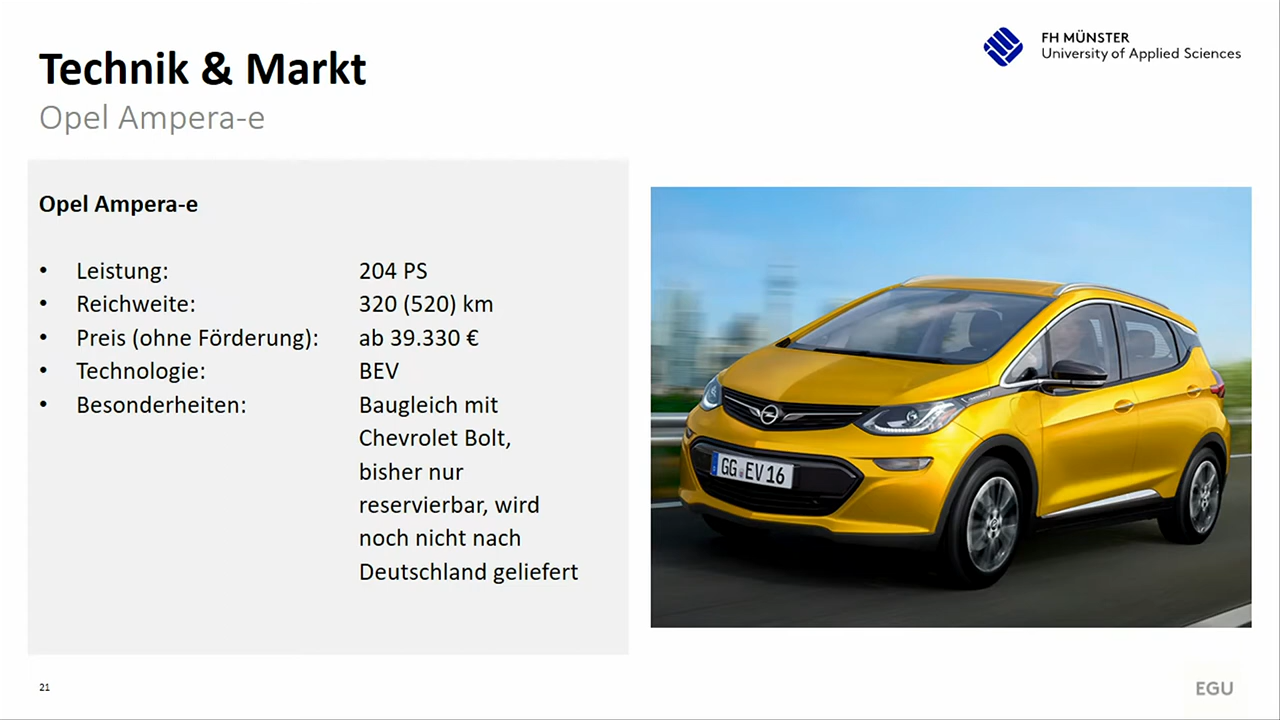 FH MÜNSTER
University of Applied Sciences
Technik & Markt
Opel Ampera-e
Opel Ampera-e
• Leistung: 204 PS
• Reichweite: 320 (520) km
• Preis (ohne Förderung): ab 39.330 €
• Technologie: BEV
• Besonderheiten: Baugleich mit
Chevrolet Bolt,
bisher nur
reservierbar, wird
noch nicht nach
Deutschland geliefert
GG EV 16
21
EGU